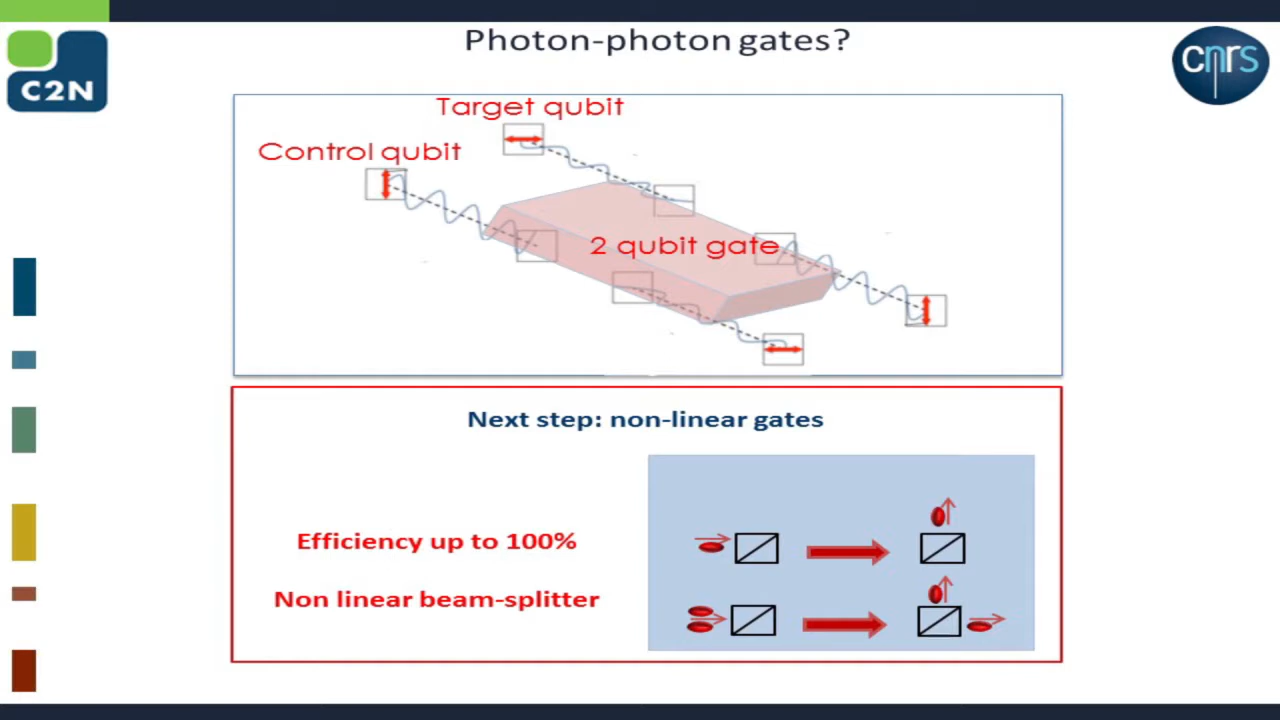 Photon-photon gates?
C2N
cnrs
Target qubit
Control qubit
2 qubit gate
Next step: non-linear gates
Efficiency up to 100%
Non linear beam-splitter